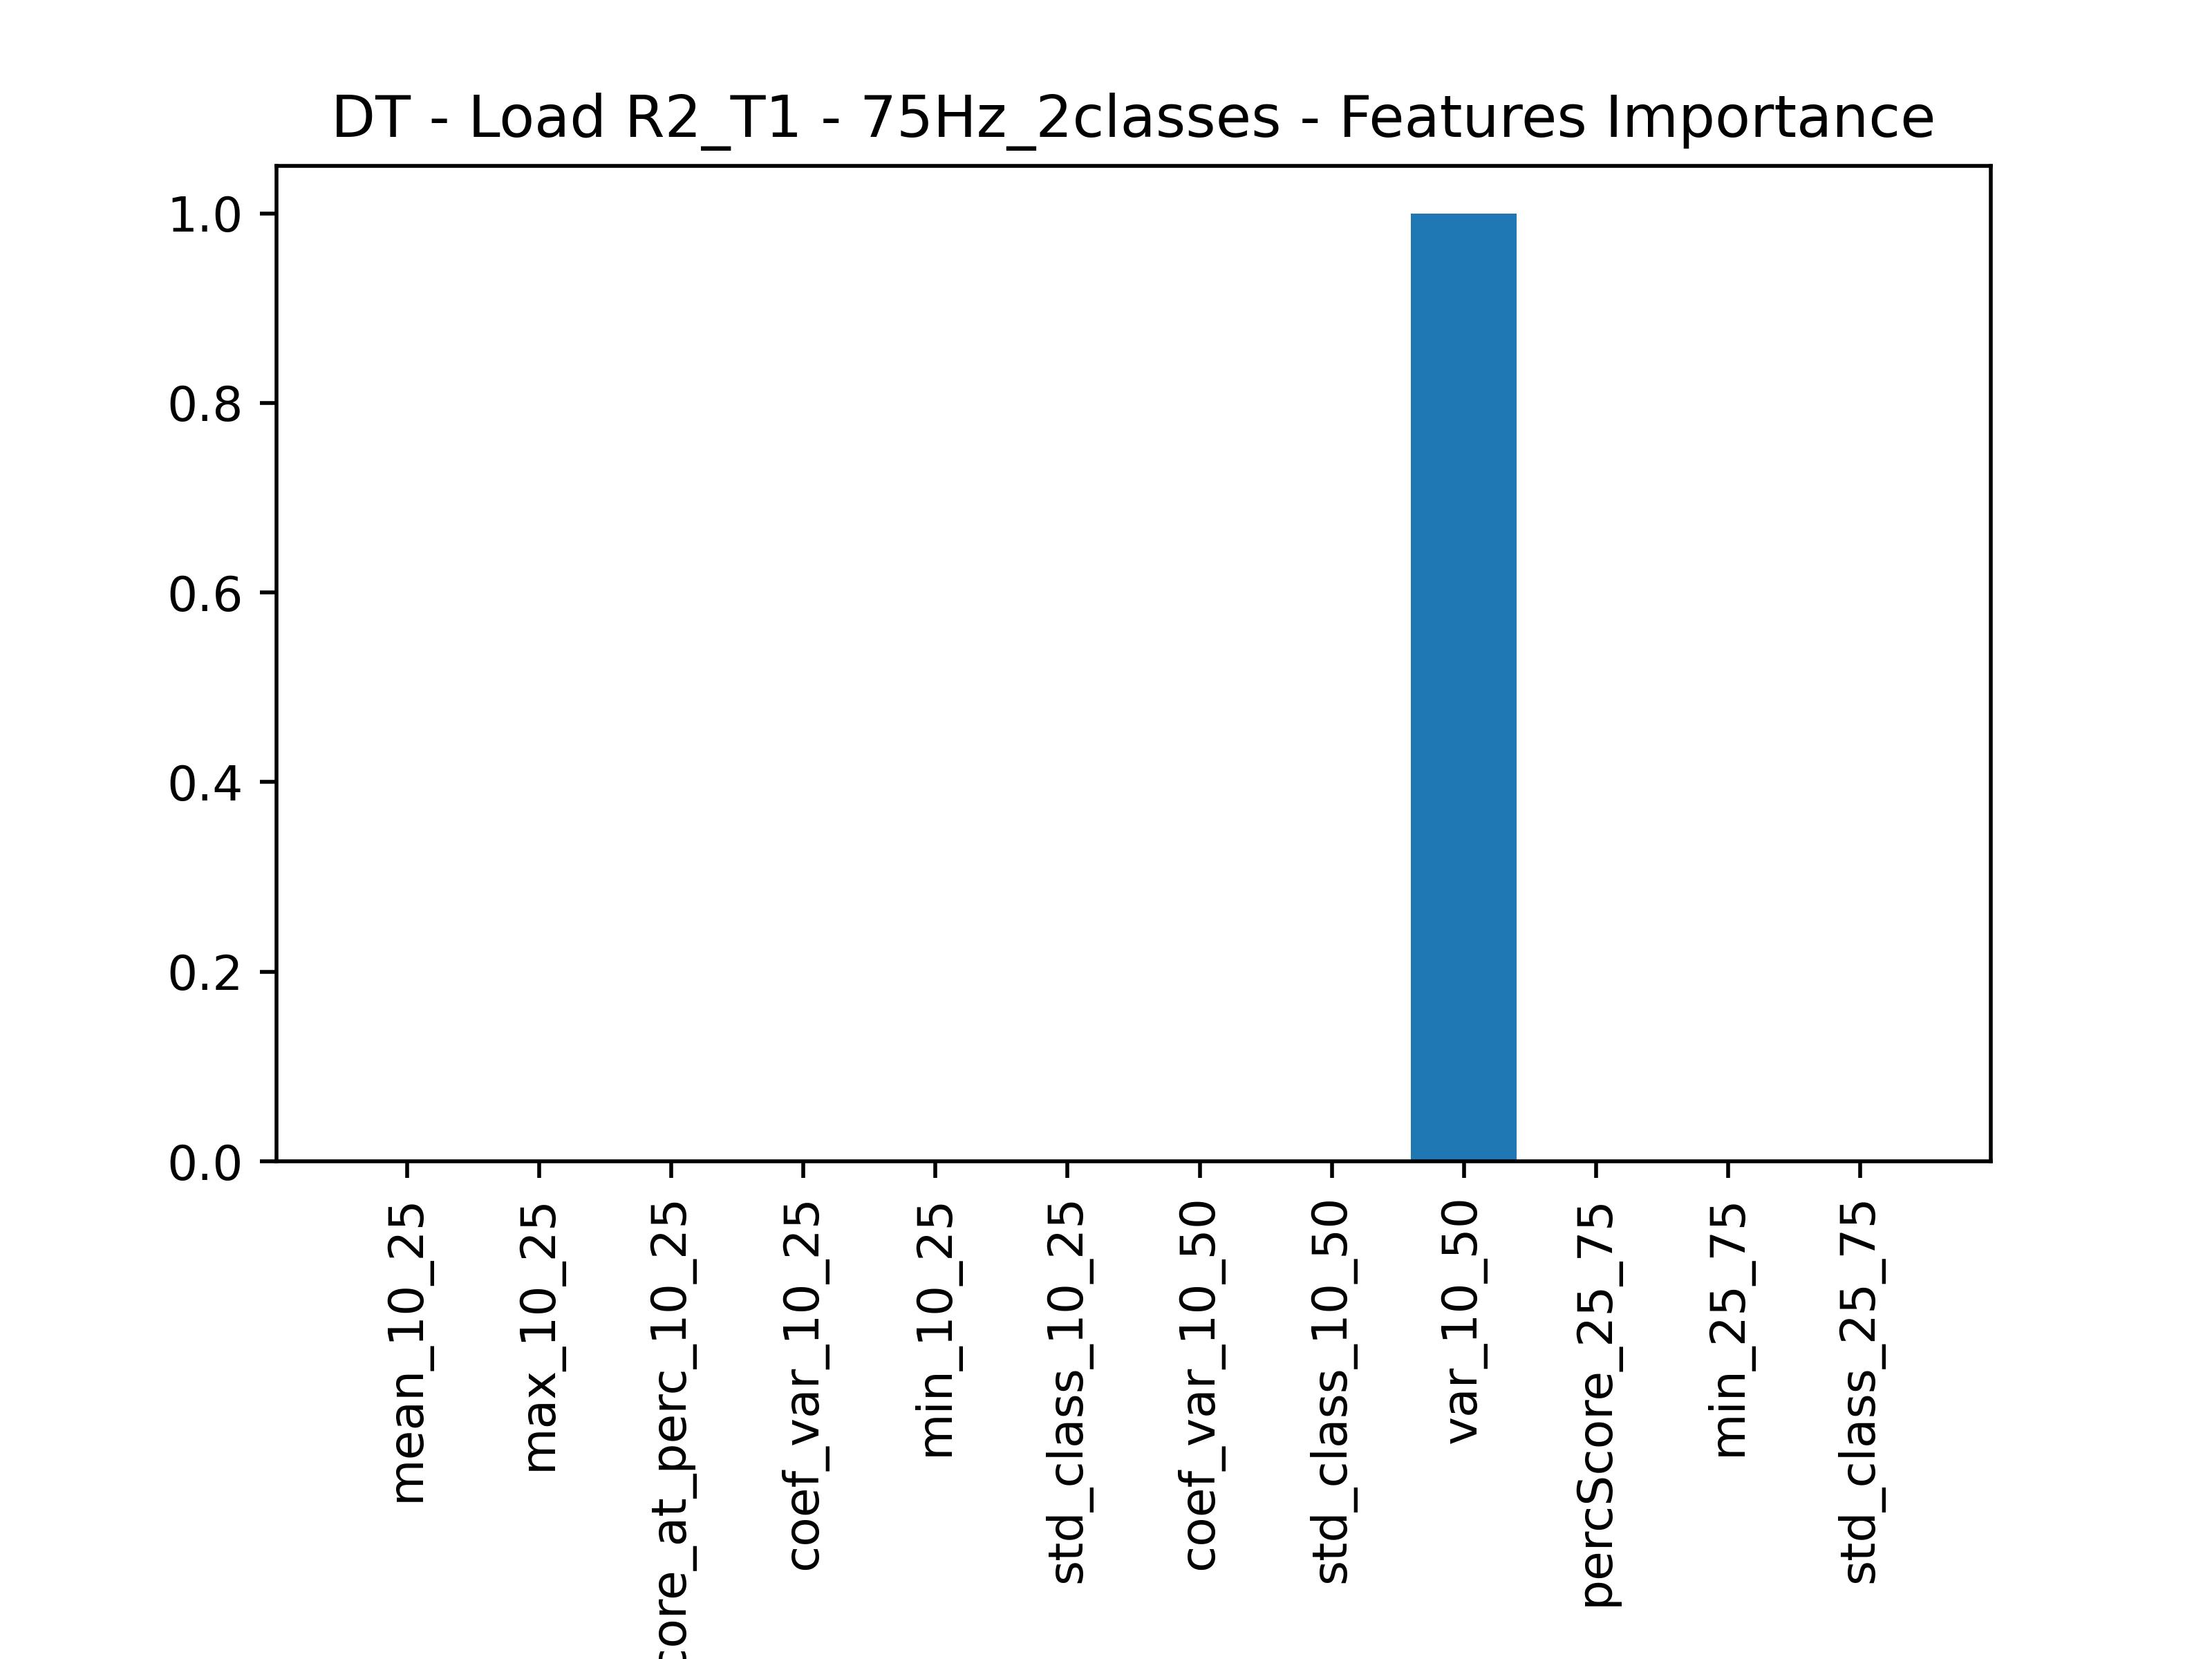 DT - Load R2_T1 - 75Hz_2classes - Features Importance
1.0
0.8
0.6
0.4
0.2
0.0
mean_10_25
max_10_25
core_at_perc_10_25
coef_var_10_25
min_10_25
std_class_10_25
coef_var_10_50
std_class_10_50
var_10_50
percScore_25_75
min_25_75
std_class_25_75